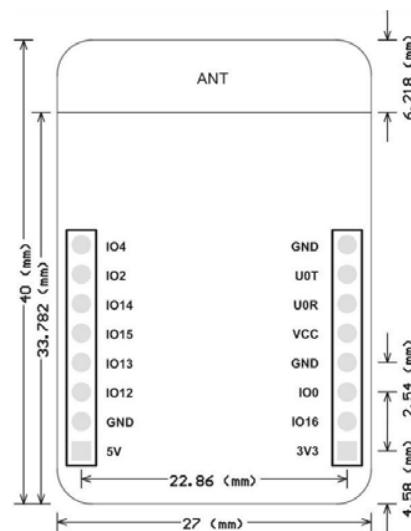 ANT
6.218 (mm)
40 (mm)
33.782 (mm)
IO4 GND
IO2 U0T
IO14 U0R
IO15 VCC
IO13 GND
IO12 IO0
GND IO16
5V 3V3
2.54 (mm)
22.86 (mm)
4.58 (mm)
27 (mm)